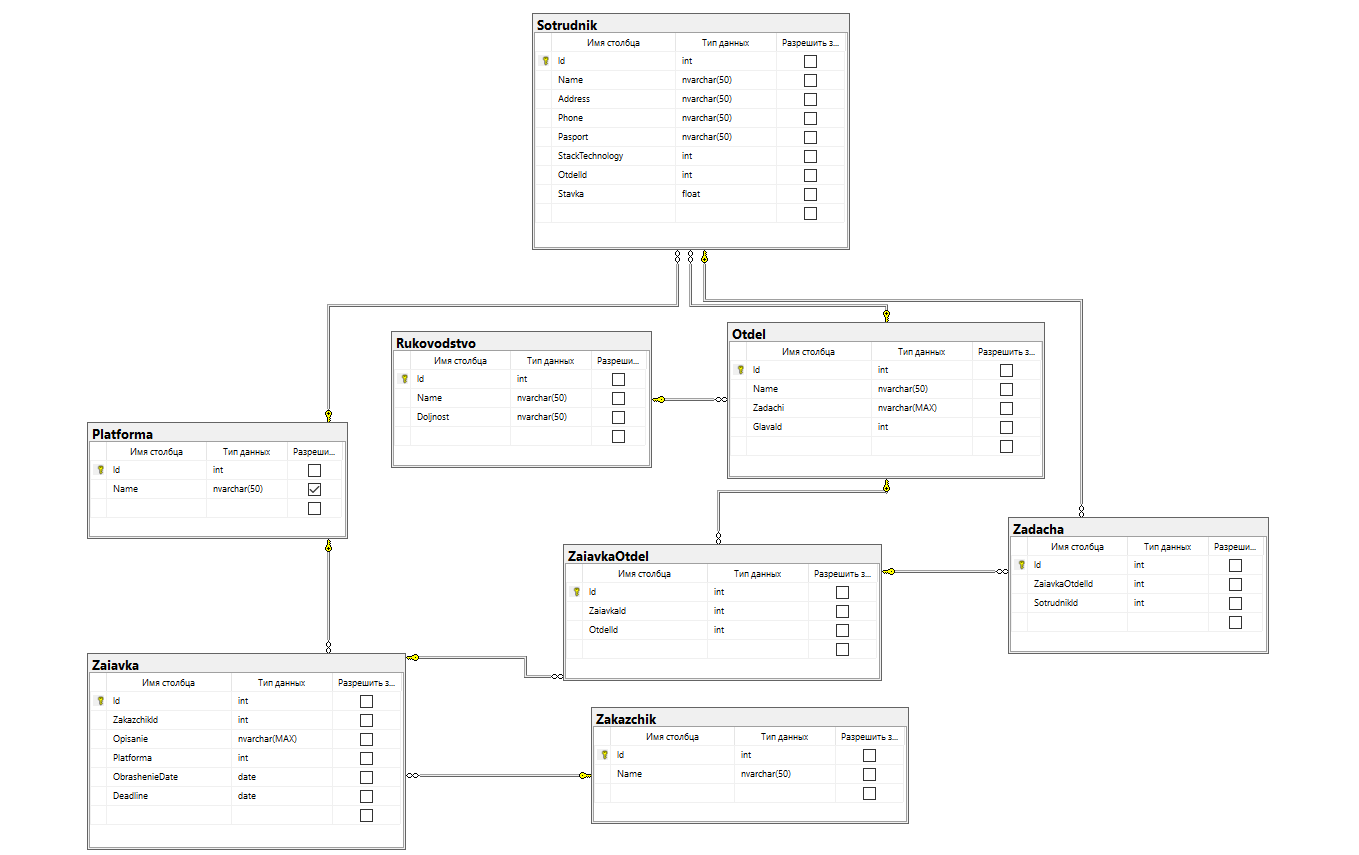 Sotrudnik
Имя столбца Тип данных Разрешить з...
Id int
Name nvarchar(50)
Address nvarchar(50)
Phone nvarchar(50)
Pasport nvarchar(50)
StackTechnology int
OtdelId int
Stavka float
Rukovodstvo
Имя столбца Тип данных Разреши...
Id int
Name nvarchar(50)
Doljnost nvarchar(50)
Otdel
Имя столбца Тип данных Разрешить з...
Id int
Name nvarchar(50)
Zadachi nvarchar(MAX)
GlavaId int
Platforma
Имя столбца Тип данных Разреши...
Id int
Name nvarchar(50)
ZaiavkaOtdel
Имя столбца Тип данных Разрешить з...
Id int
ZaiavkaId int
OtdelId int
Zadacha
Имя столбца Тип данных Разреши...
Id int
ZaiavkaOtdelId int
SotrudnikId int
Zaiavka
Имя столбца Тип данных Разрешить з...
Id int
ZakazchikId int
Opisanie nvarchar(MAX)
Platforma int
ObrashenieDate date
Deadline date
Zakazchik
Имя столбца Тип данных Разрешить з...
Id int
Name nvarchar(50)